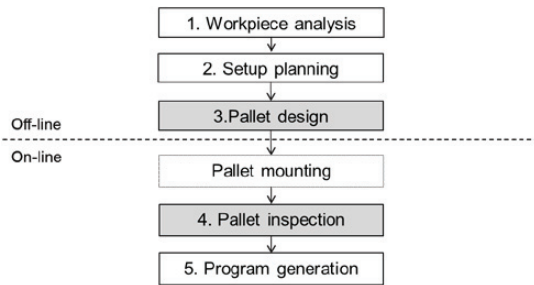 1. Workpiece analysis
2. Setup planning
3.Pallet design
Off-line
On-line
Pallet mounting
4. Pallet inspection
5. Program generation